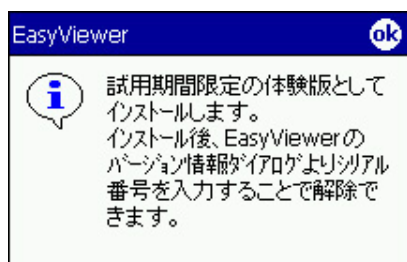 EasyViewer
ok
試用期間限定の体験版として
ｲﾝｽﾄｰﾙします。
ｲﾝｽﾄｰﾙ後、EasyViewerの
ﾊﾞｰｼﾞｮﾝ情報ﾀﾞｲｱﾛｸﾞよりｼﾘｱﾙ
番号を入力することで解除で
きます。